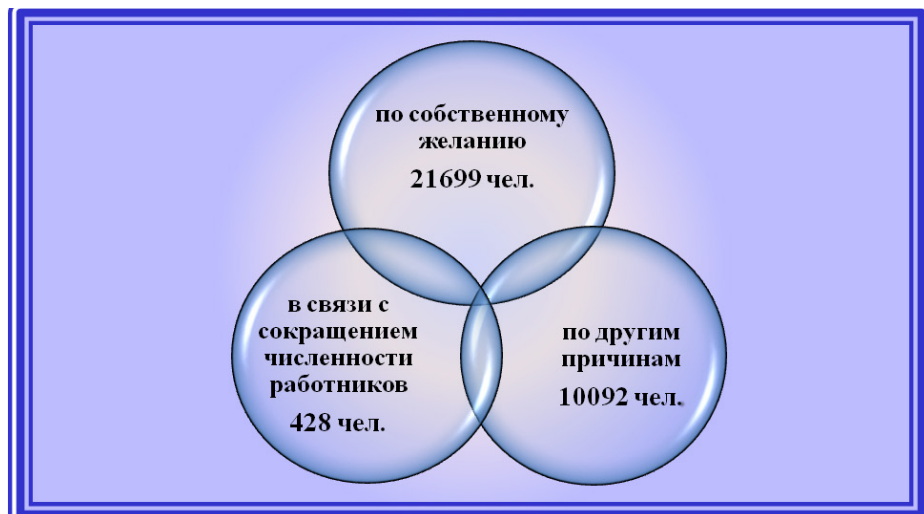 по собственному
желанию
21699 чел.
в связи с
сокращением
численности
работников
428 чел.
по другим
причинам
10092 чел.